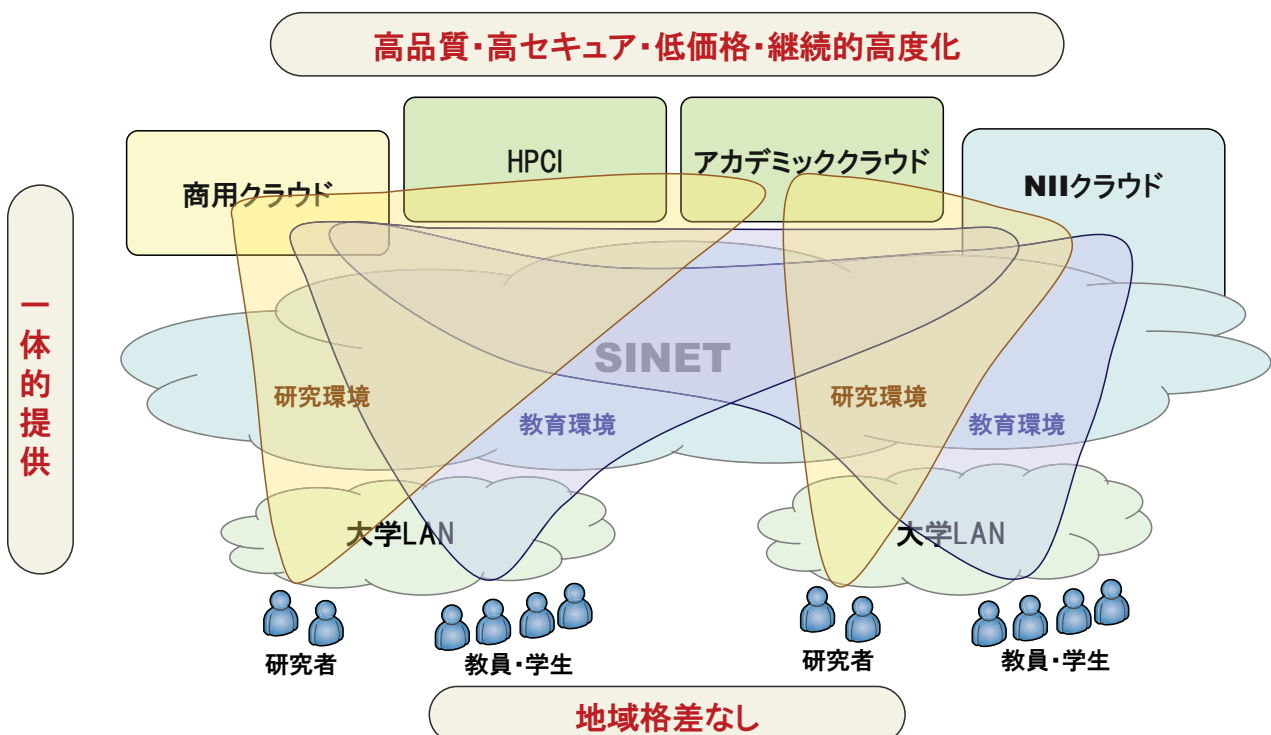 高品質・高セキュア・低価格・継続的高度化
商用クラウド
HPCI
アカデミッククラウド
NIIクラウド
一体的提供
SINET
研究環境
教育環境
研究環境
教育環境
大学LAN
大学LAN
研究者
教員・学生
研究者
教員・学生
地域格差なし